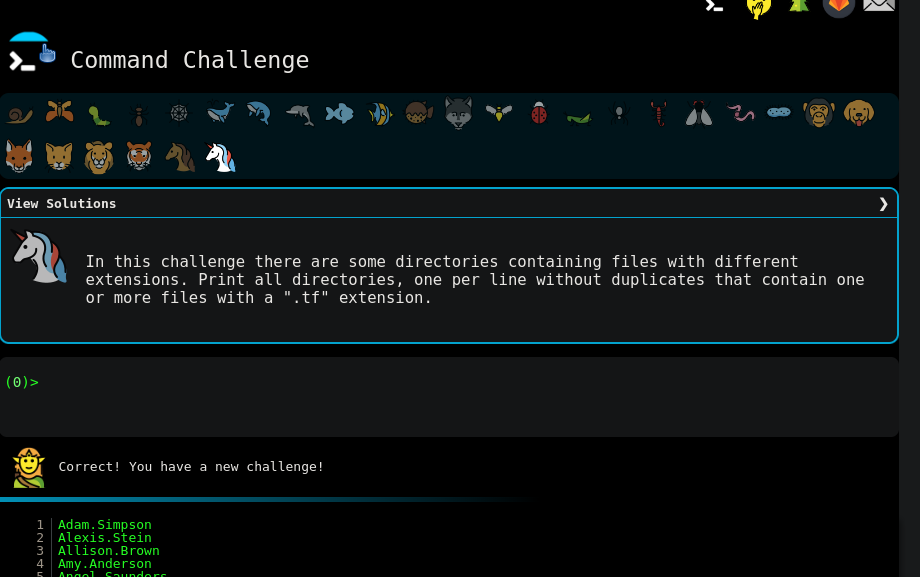 Command Challenge
View Solutions
In this challenge there are some directories containing files with different
extensions. Print all directories, one per line without duplicates that contain one
or more files with a ".tf" extension.
(0)>
Correct! You have a new challenge!
1 Adam.Simpson
2 Alexis.Stein
3 Allison.Brown
4 Amy.Anderson
5 Angel.Saunders